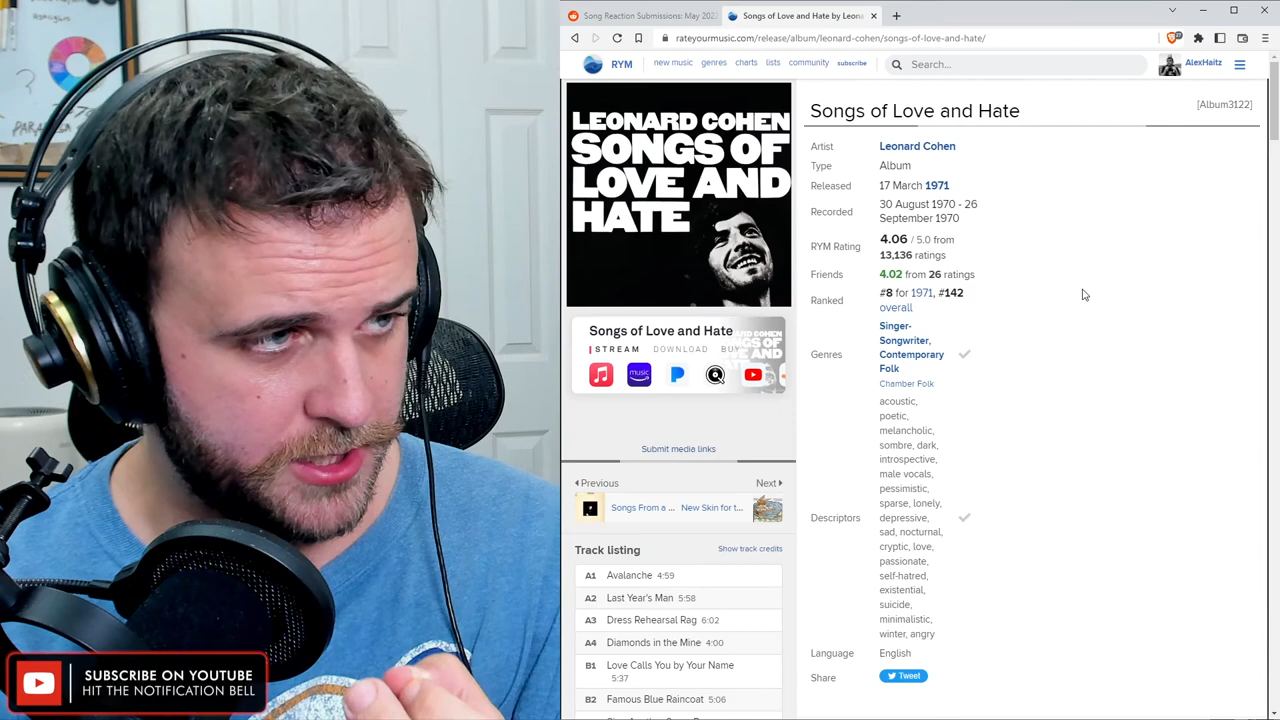 Song Reaction Submissions: May 202
Songs of Love and Hate by Leona
rateyourmusic.com/release/album/leonard-cohen/songs-of-love-and-hate/
RYM
new music genres charts lists community subscribe
Search...
AlexHaitz
LEONARD COHEN
SONGS OF
LOVE AND
HATE
Songs of Love and Hate
STREAM DOWNLOAD BUY
music
Submit media links
Previous
Next
Songs From a ...
New Skin for t...
Track listing
Show track credits
A1 Avalanche 4:59
A2 Last Year's Man 5:58
A3 Dress Rehearsal Rag 6:02
A4 Diamonds in the Mine 4:00
B1 Love Calls You by Your Name
5:37
B2 Famous Blue Raincoat 5:06
Songs of Love and Hate
[Album3122]
Artist Leonard Cohen
Type Album
Released 17 March 1971
Recorded 30 August 1970 - 26
September 1970
RYM Rating 4.06 / 5.0 from
13,136 ratings
Friends 4.02 from 26 ratings
Ranked #8 for 1971, #142
overall
Genres
Singer-
Songwriter,
Contemporary
Folk
Chamber Folk
Descriptors
acoustic,
poetic,
melancholic,
sombre, dark,
introspective,
male vocals,
pessimistic,
sparse, lonely,
depressive,
sad, nocturnal,
cryptic, love,
passionate,
self-hatred,
existential,
suicide,
minimalistic,
winter, angry
Language English
Share Tweet
SUBSCRIBE ON YOUTUBE
HIT THE NOTIFICATION BELL